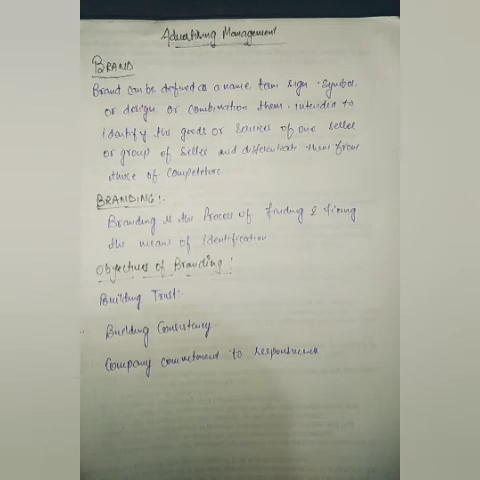 Advertising Management
BRAND
Brand can be defined as a name, term sign - Symbol,
or design or combination them. intended to
identify the goods or services of one seller
or group of seller and differentiate them from
those of competitors.
BRANDING:-
Branding is the Process of finding & fixing
the means of identification
Objectives of Branding:
Building Trust:
Building Consistancy
Company commitment to responsiveness